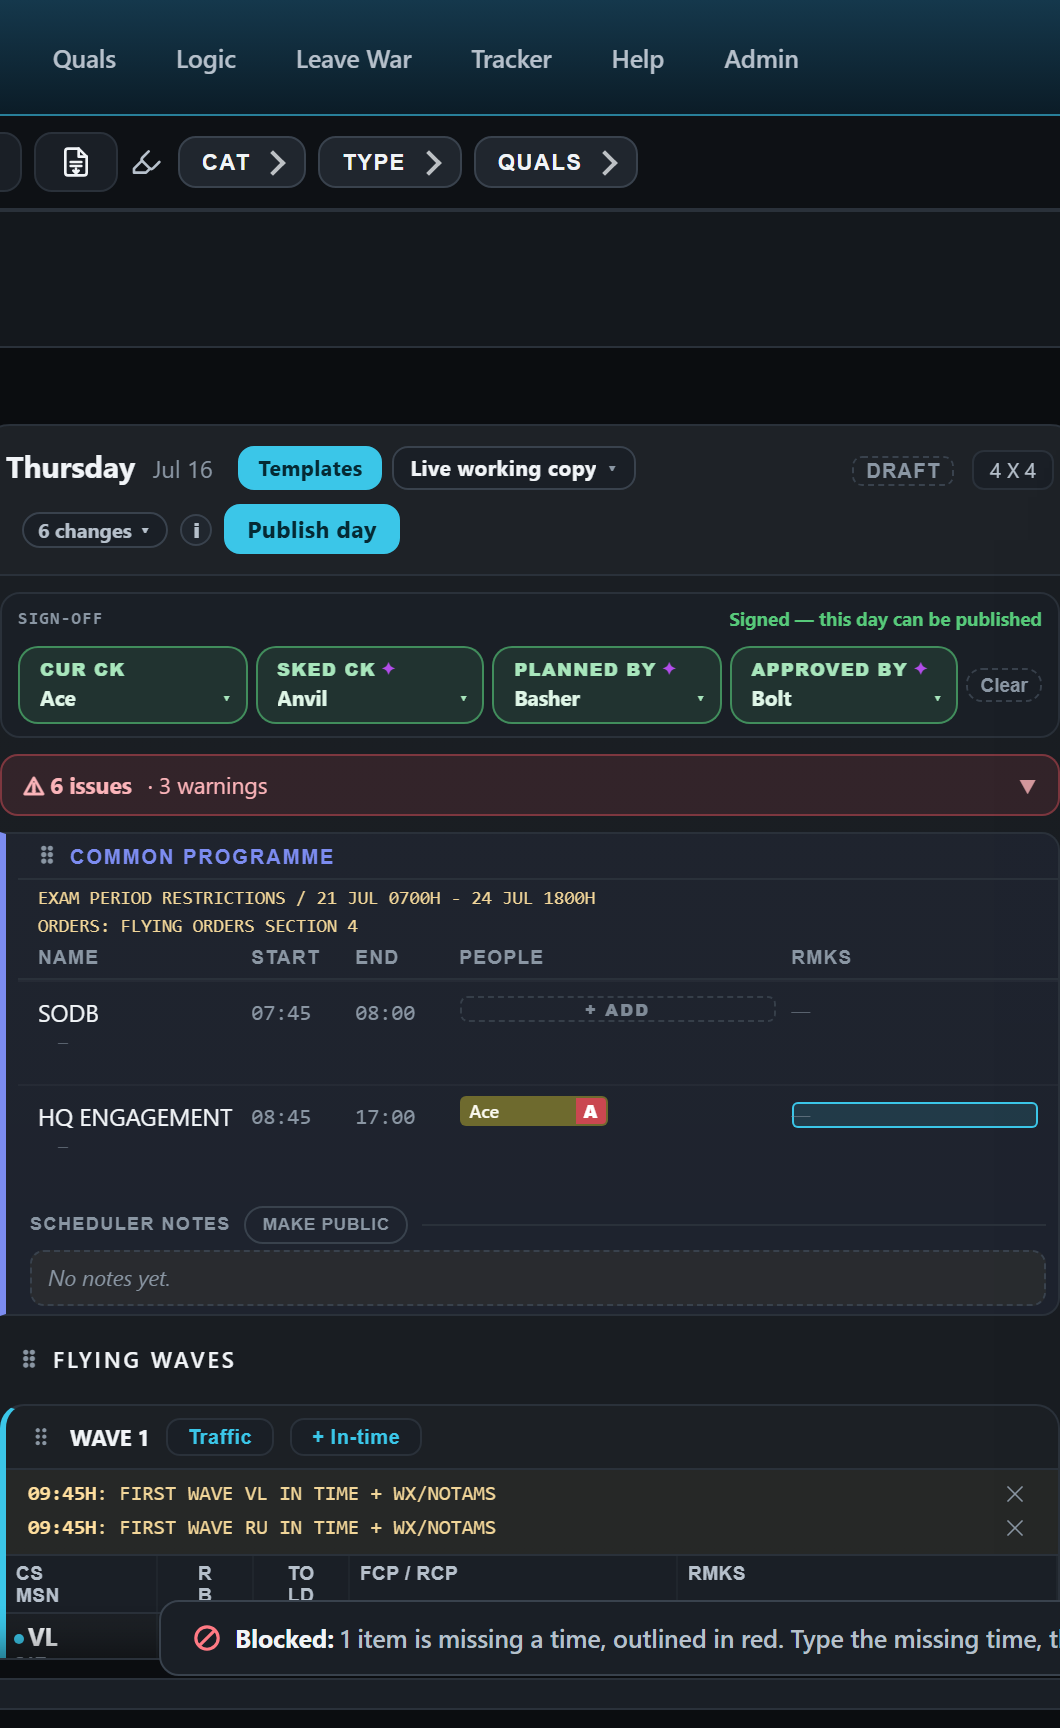 Quals Logic Leave War Tracker Help Admin
CAT TYPE QUALS
Thursday Jul 16 Templates Live working copy DRAFT 4 X 4
6 changes i Publish day
SIGN-OFF Signed — this day can be published
CUR CK SKED CK PLANNED BY APPROVED BY
Ace Anvil Basher Bolt Clear
6 issues · 3 warnings
COMMON PROGRAMME
EXAM PERIOD RESTRICTIONS / 21 JUL 0700H - 24 JUL 1800H
ORDERS: FLYING ORDERS SECTION 4
NAME START END PEOPLE RMKS
SODB 07:45 08:00 + ADD —
—
HQ ENGAGEMENT 08:45 17:00 Ace A —
—
SCHEDULER NOTES MAKE PUBLIC
No notes yet.
FLYING WAVES
WAVE 1 Traffic + In-time
09:45H: FIRST WAVE VL IN TIME + WX/NOTAMS
09:45H: FIRST WAVE RU IN TIME + WX/NOTAMS
CS R TO FCP / RCP RMKS
MSN B LD
VL
Blocked: 1 item is missing a time, outlined in red. Type the missing time,